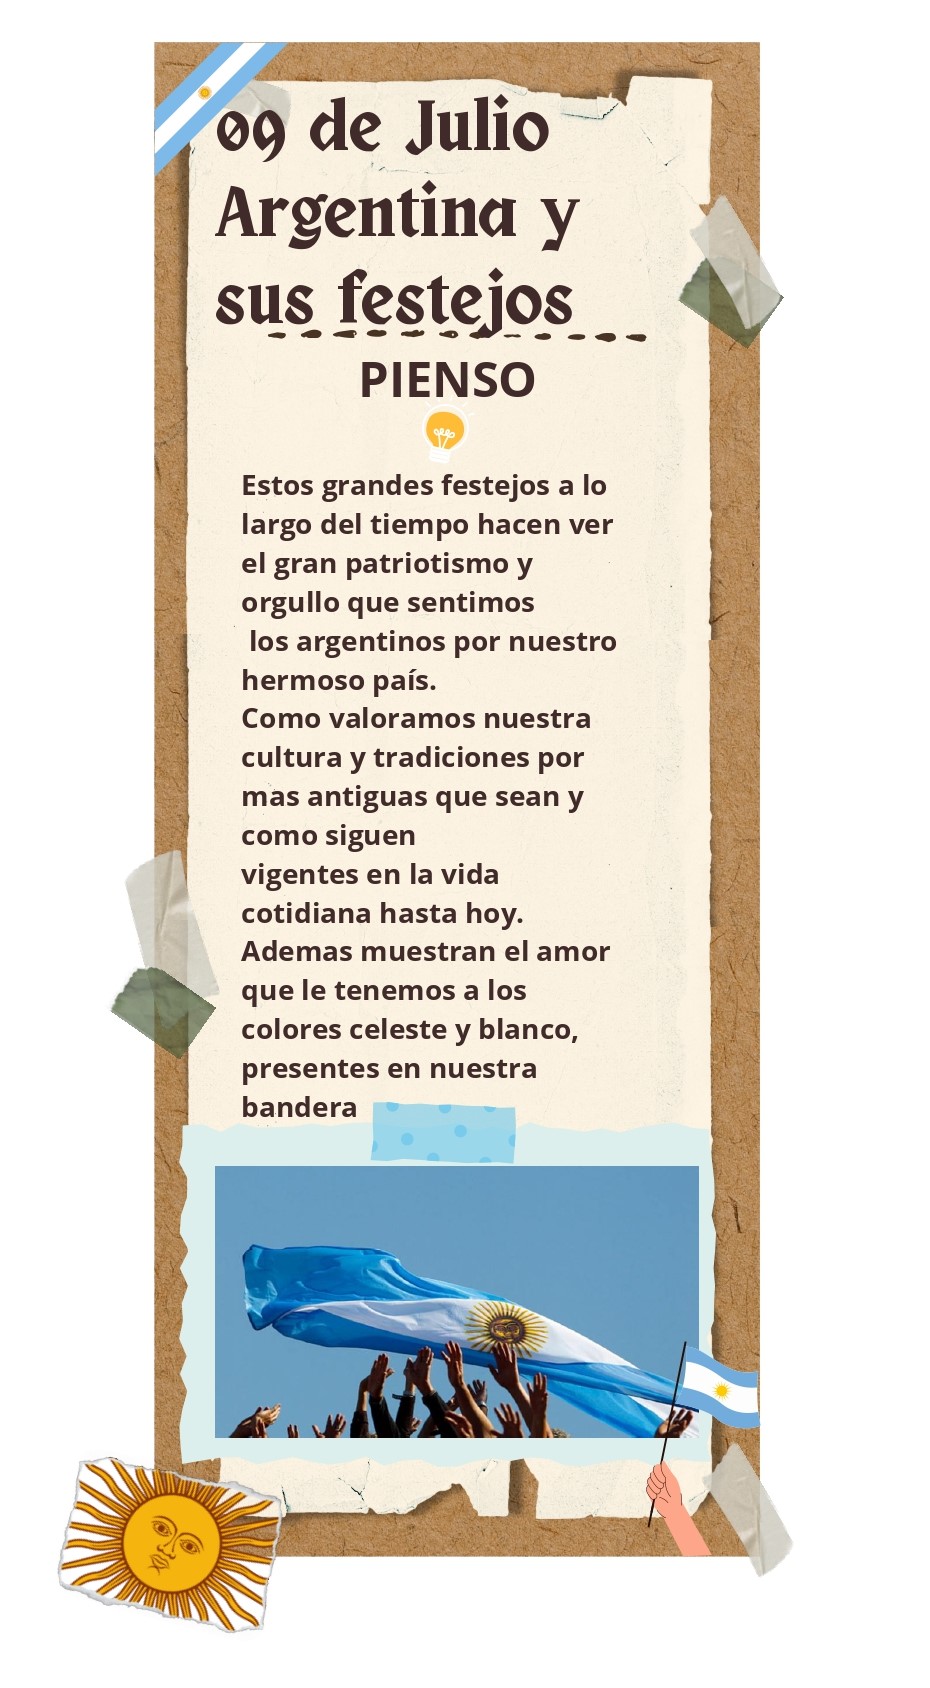 09 de Julio
Argentina y
sus festejos
PIENSO
Estos grandes festejos a lo
largo del tiempo hacen ver
el gran patriotismo y
orgullo que sentimos
los argentinos por nuestro
hermoso país.
Como valoramos nuestra
cultura y tradiciones por
mas antiguas que sean y
como siguen
vigentes en la vida
cotidiana hasta hoy.
Ademas muestran el amor
que le tenemos a los
colores celeste y blanco,
presentes en nuestra
bandera